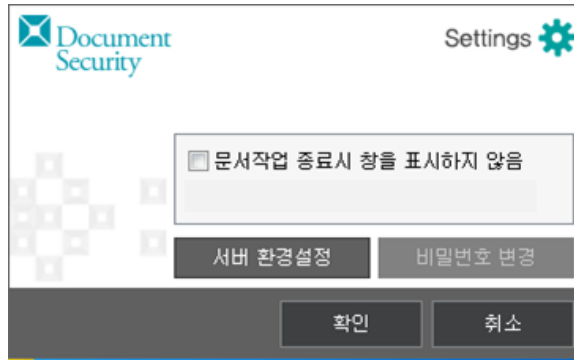 Document
Security
Settings
문서작업 종료시 창을 표시하지 않음
서버 환경설정
비밀번호 변경
확인
취소